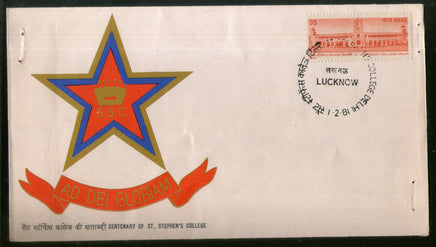 35 भारत INDIA
सेंट स्टीफेंस कालेज दिल्ली
COLLEGE DELHI
लखनऊ
LUCKNOW
1-2-81
S.S.C
AD DEI GLORIAM
सेंट स्टीफेंस कालेज की शताब्दी CENTENARY OF ST. STEPHEN'S COLLEGE